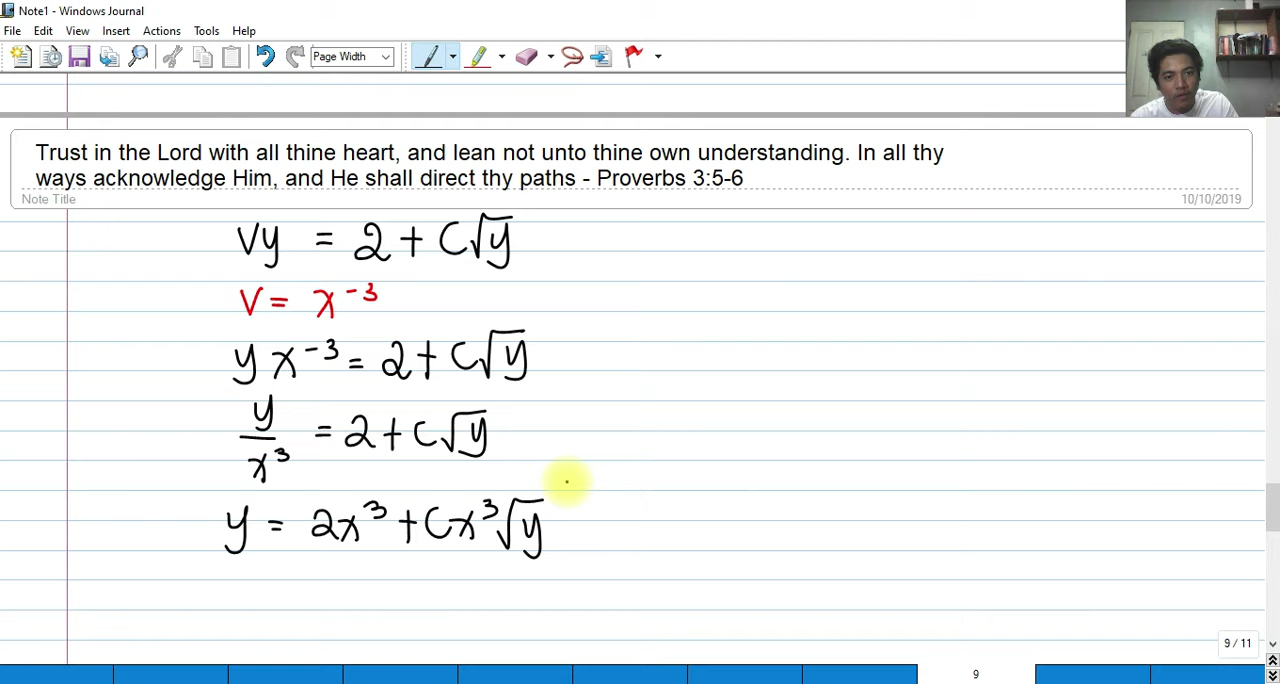 Note1 - Windows Journal
File Edit View Insert Actions Tools Help
Page Width
Trust in the Lord with all thine heart, and lean not unto thine own understanding. In all thy
ways acknowledge Him, and He shall direct thy paths - Proverbs 3:5-6
Note Title 10/10/2019
vy = 2 + C√y
v = x⁻³
y x⁻³ = 2 + C√y
y/x³ = 2 + C√y
y = 2x³ + Cx³√y
9 / 11
9